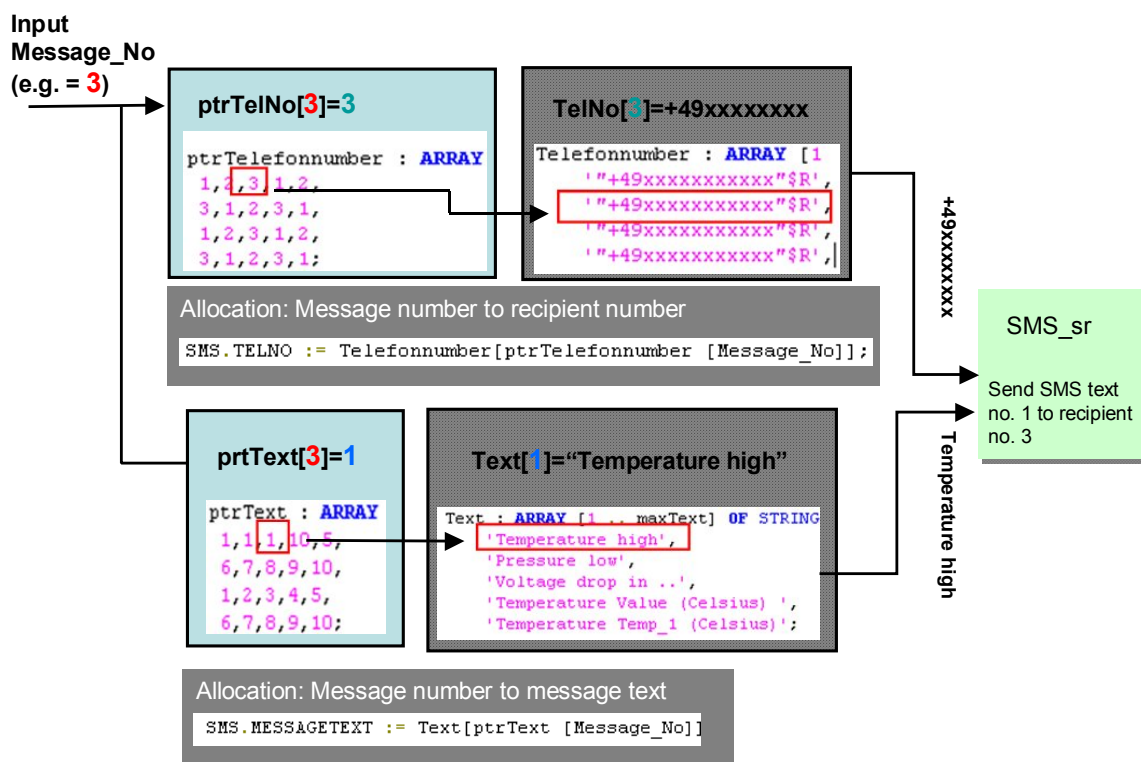 Input
Message_No
(e.g. = 3)
ptrTelNo[3]=3
ptrTelefonnumber : ARRAY
1,2,3,1,2,
3,1,2,3,1,
1,2,3,1,2,
3,1,2,3,1;
TelNo[3]=+49xxxxxxxx
Telefonnumber : ARRAY [1
'"+49xxxxxxxxxxx"$R',
'"+49xxxxxxxxxxx"$R',
'"+49xxxxxxxxxxx"$R',
'"+49xxxxxxxxxxx"$R',
Allocation: Message number to recipient number
SMS.TELNO := Telefonnumber[ptrTelefonnumber [Message_No]];
+49xxxxxxxx
SMS_sr
Send SMS text
no. 1 to recipient
no. 3
prtText[3]=1
ptrText : ARRAY
1,1,1,10,5,
6,7,8,9,10,
1,2,3,4,5,
6,7,8,9,10;
Text[1]=“Temperature high”
Text : ARRAY [1 .. maxText] OF STRING
'Temperature high',
'Pressure low',
'Voltage drop in ..',
'Temperature Value (Celsius) ',
'Temperature Temp_1 (Celsius)';
Temperature high
Allocation: Message number to message text
SMS.MESSAGETEXT := Text[ptrText [Message_No]]